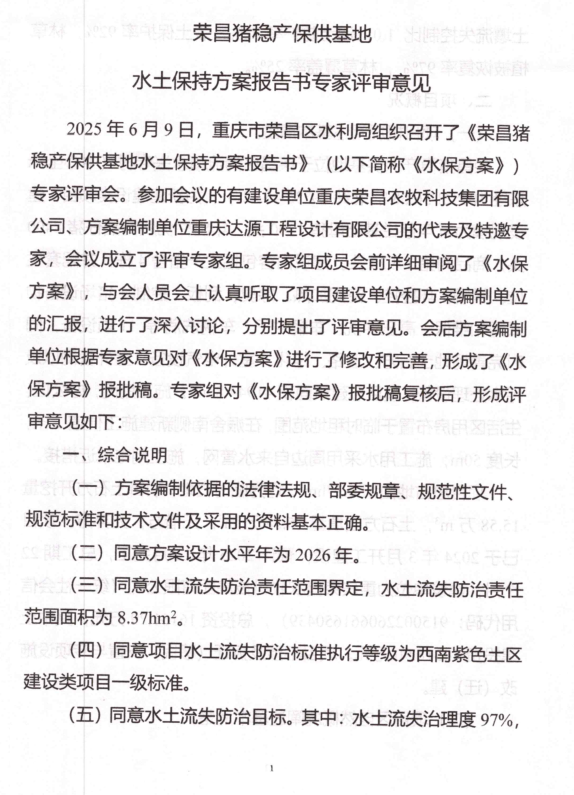 荣昌猪稳产保供基地
水土保持方案报告书专家评审意见
2025年6月9日，重庆市荣昌区水利局组织召开了《荣昌猪
稳产保供基地水土保持方案报告书》（以下简称《水保方案》）
专家评审会。参加会议的有建设单位重庆荣昌农牧科技集团有限
公司、方案编制单位重庆达源工程设计有限公司的代表及特邀专
家，会议成立了评审专家组。专家组成员会前详细审阅了《水保
方案》，与会人员会上认真听取了项目建设单位和方案编制单位
的汇报，进行了深入讨论，分别提出了评审意见。会后方案编制
单位根据专家意见对《水保方案》进行了修改和完善，形成了《水
保方案》报批稿。专家组对《水保方案》报批稿复核后，形成评
审意见如下：
一、综合说明
（一）方案编制依据的法律法规、部委规章、规范性文件、
规范标准和技术文件及采用的资料基本正确。
（二）同意方案设计水平年为2026年。
（三）同意水土流失防治责任范围界定，水土流失防治责任
范围面积为8.37hm²。
（四）同意项目水土流失防治标准执行等级为西南紫色土区
建设类项目一级标准。
（五）同意水土流失防治目标。其中：水土流失治理度97%，
1